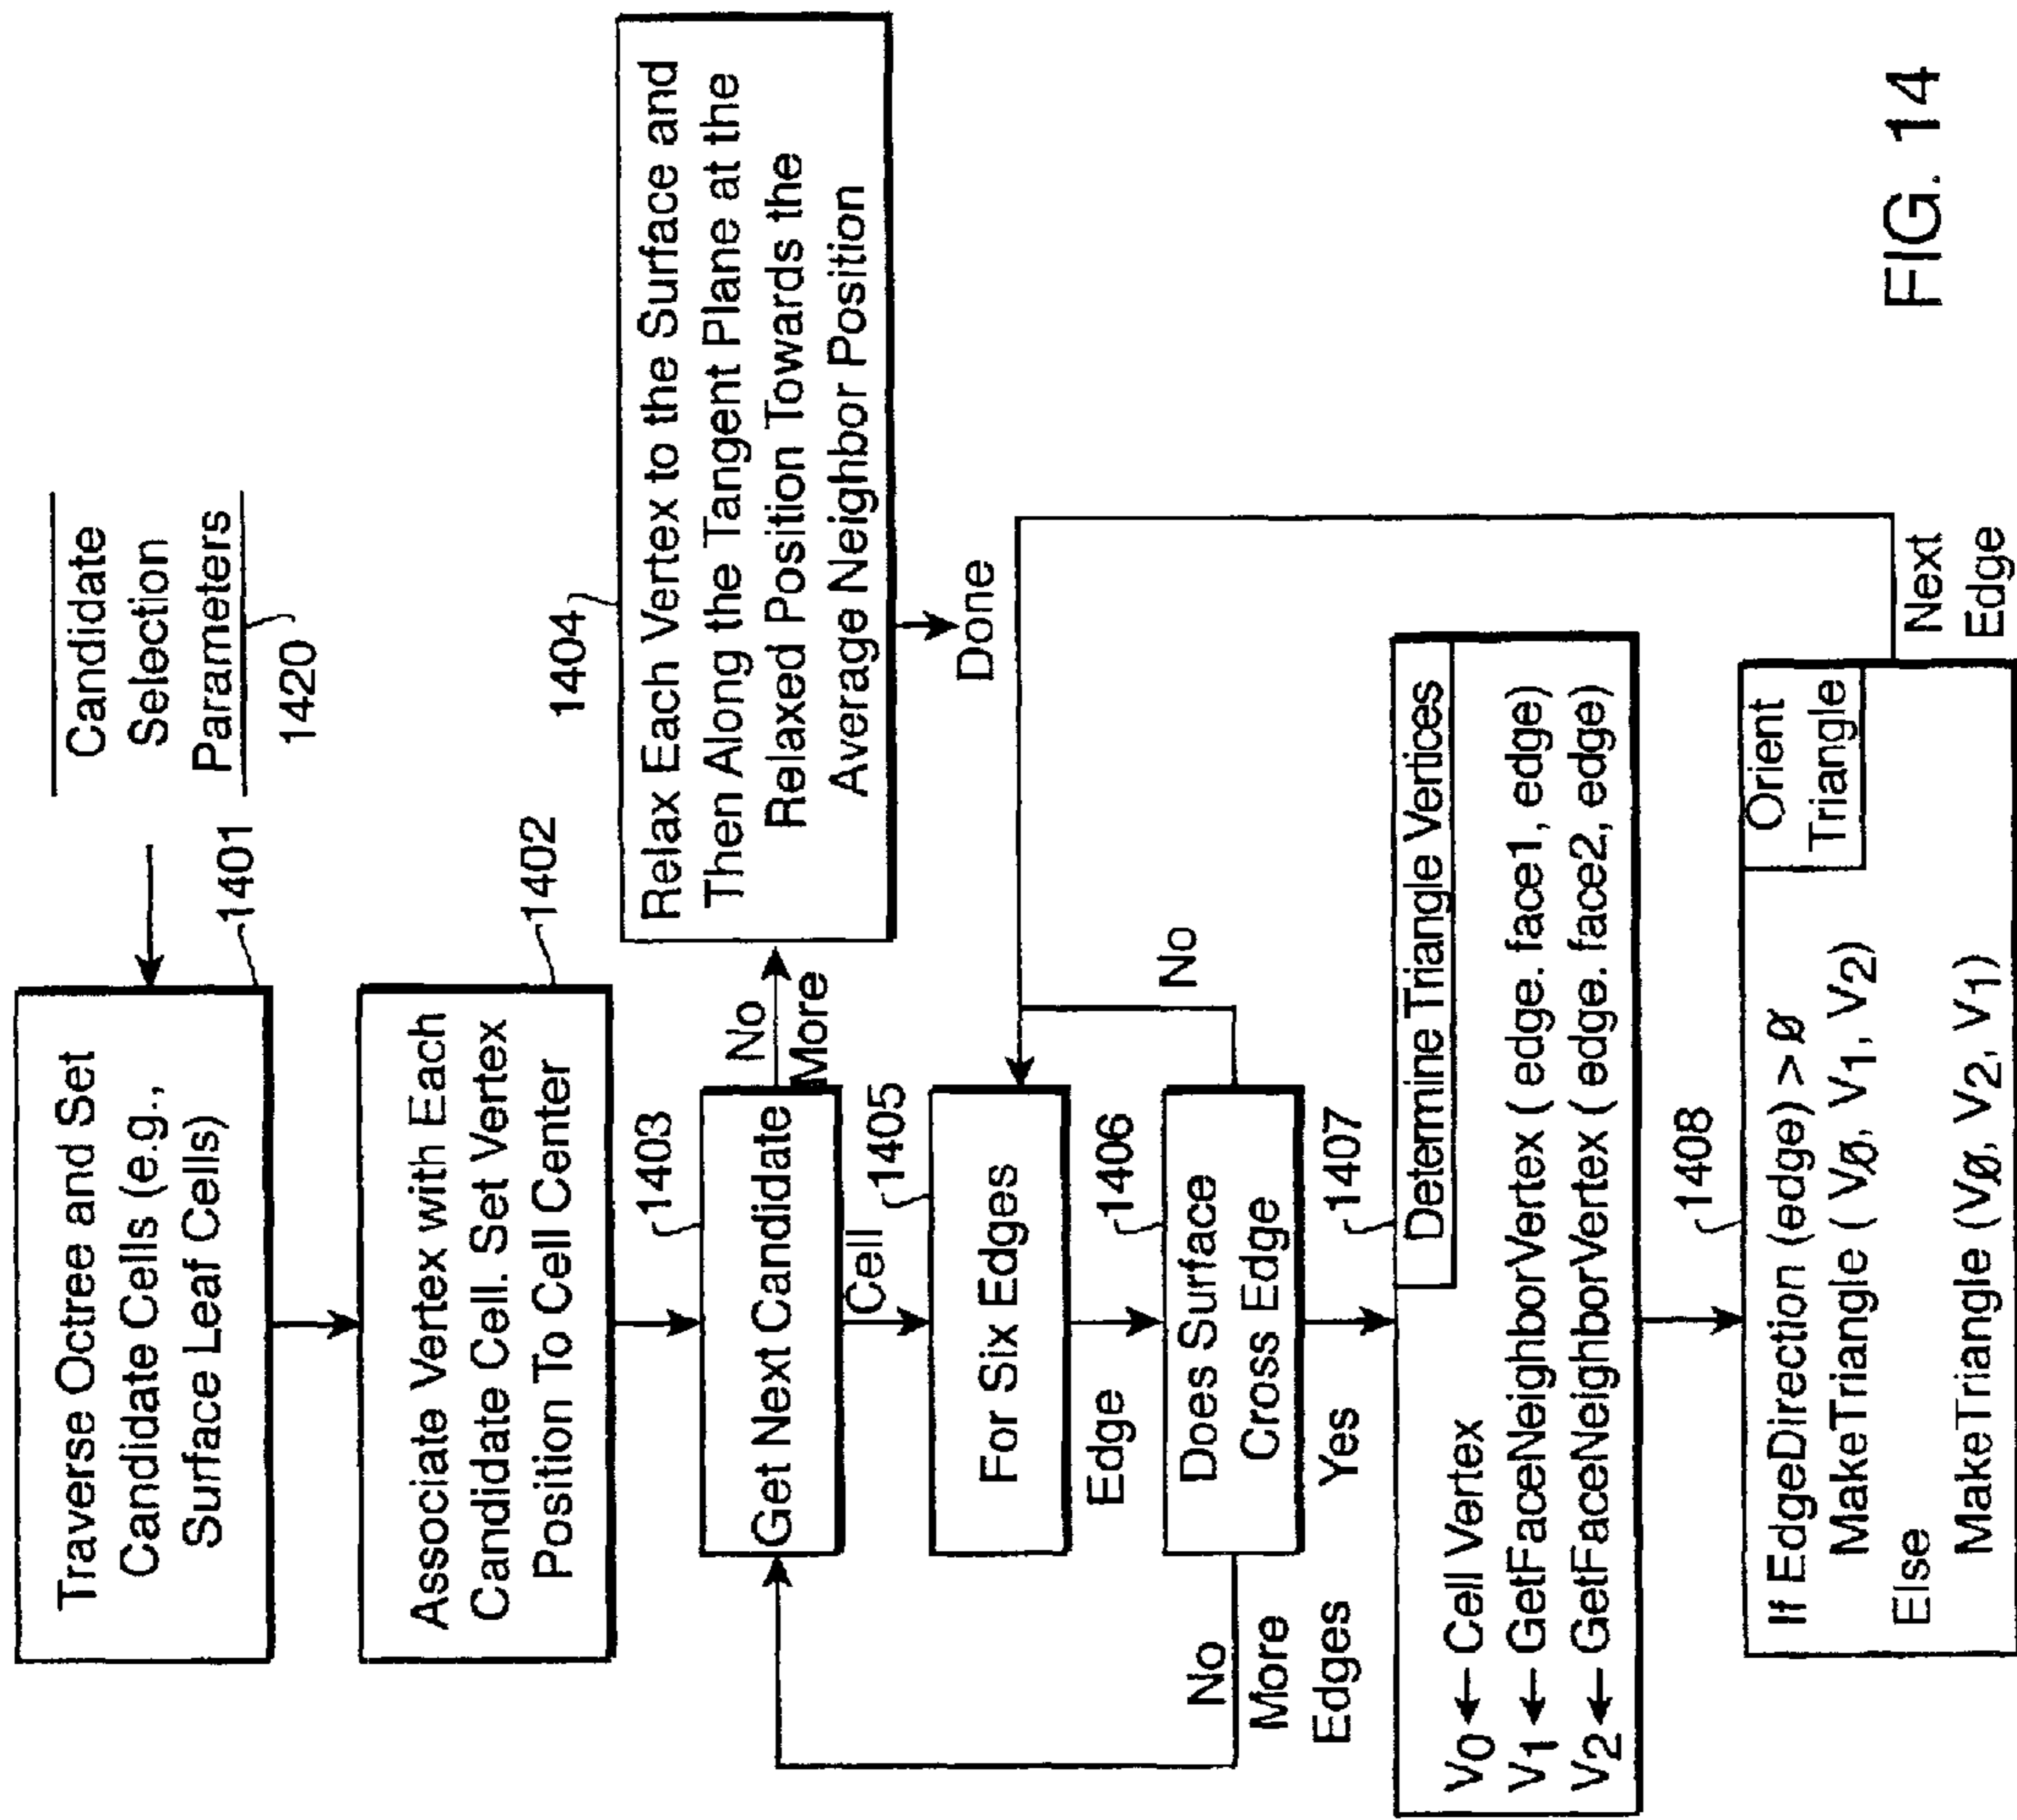 Candidate
Selection
Parameters
1420
Traverse Octree and Set
Candidate Cells (e.g.,
Surface Leaf Cells)
1401
Associate Vertex with Each
Candidate Cell. Set Vertex
Position To Cell Center
1402
1403
Get Next Candidate
No
More
1404
Relax Each Vertex to the Surface and
Then Along the Tangent Plane at the
Relaxed Position Towards the
Average Neighbor Position
Done
Cell
1405
For Six Edges
Edge
1406
Does Surface
Cross Edge
No
No
More
Edges
Yes
1407
Determine Triangle Vertices
V0 ← Cell Vertex
V1 ← GetFaceNeighborVertex ( edge. face1, edge)
V2 ← GetFaceNeighborVertex ( edge. face2, edge)
1408
Orient
Triangle
If EdgeDirection (edge) > Ø
MakeTriangle ( VØ, V1, V2)
Else
MakeTriangle (VØ, V2, V1)
Next
Edge
FIG. 14